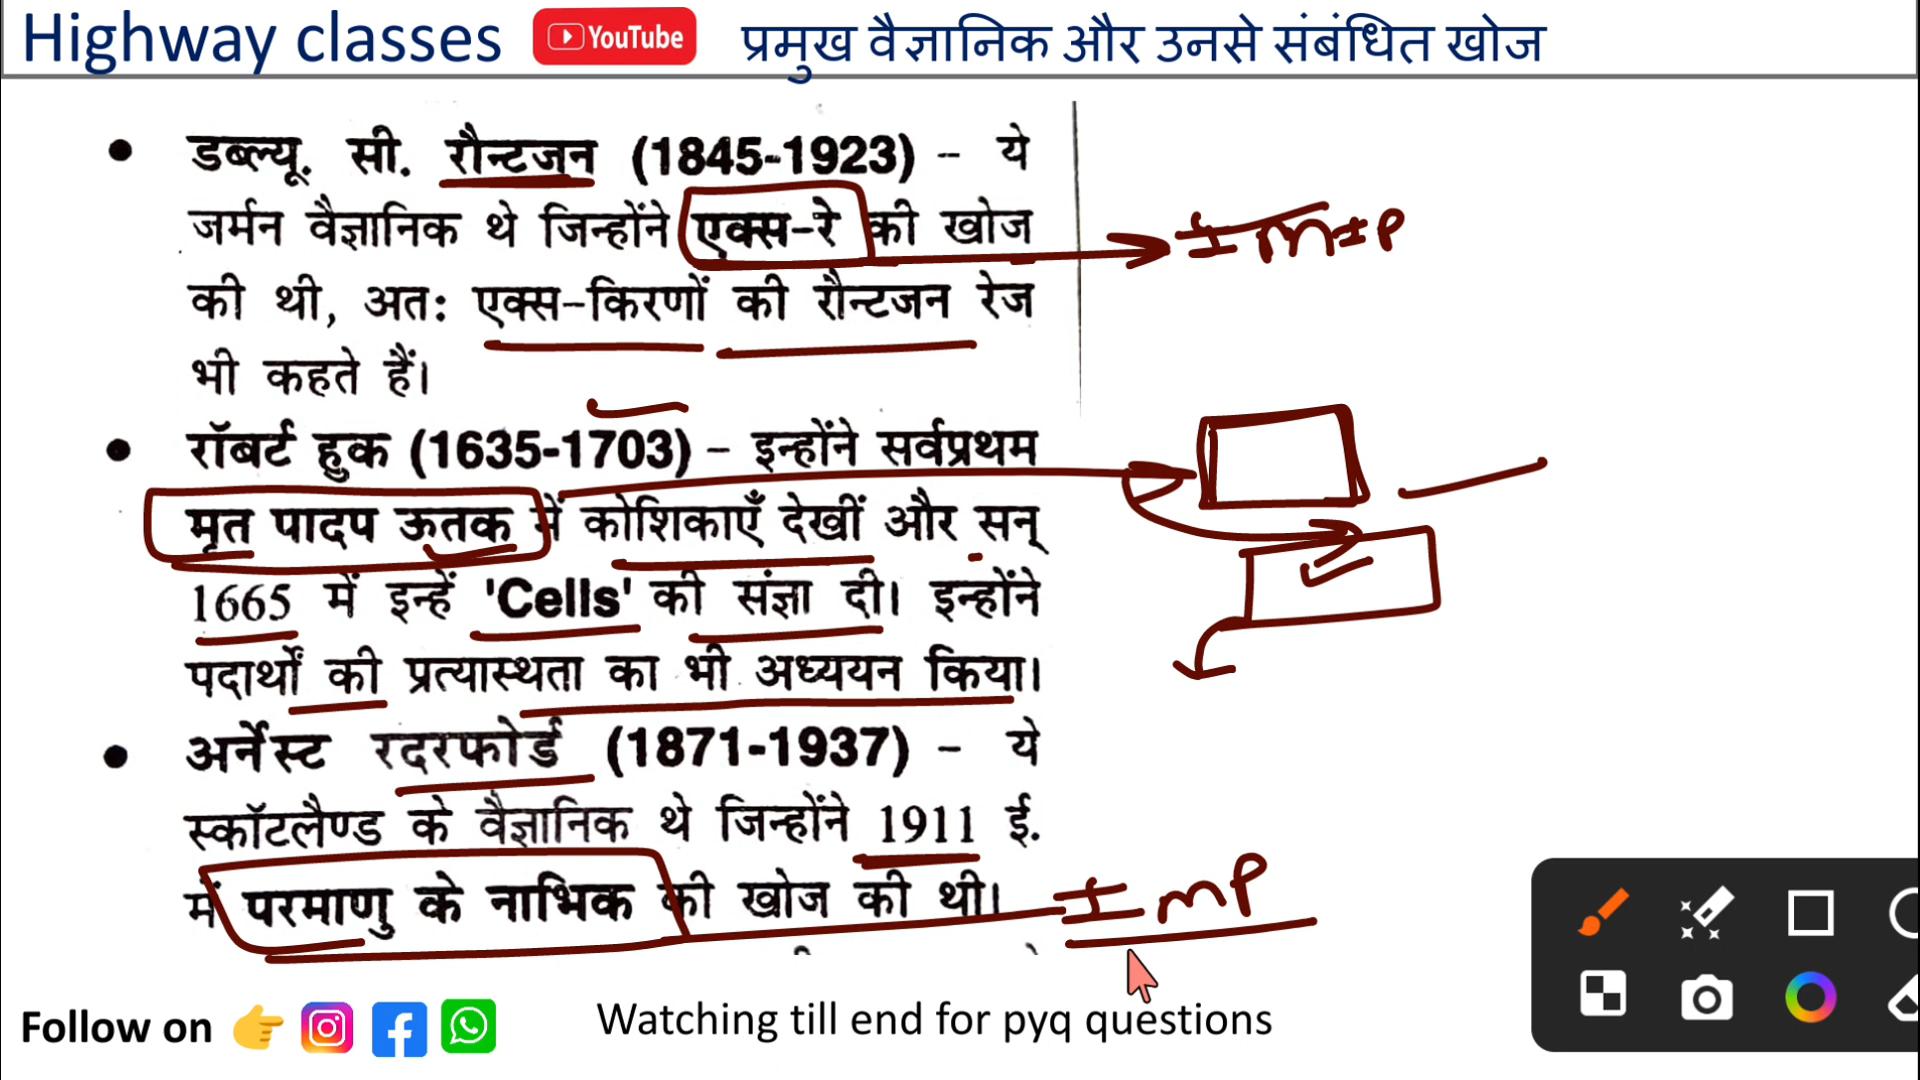 Highway classes YouTube प्रमुख वैज्ञानिक और उनसे संबंधित खोज
• डब्ल्यू. सी. रौन्टजन (1845-1923) - ये
जर्मन वैज्ञानिक थे जिन्होंने एक्स-रे की खोज
की थी, अतः एक्स-किरणों की रौन्टजन रेज
भी कहते हैं।
• रॉबर्ट हुक (1635-1703) - इन्होंने सर्वप्रथम
मृत पादप ऊतक में कोशिकाएँ देखीं और सन्
1665 में इन्हें 'Cells' की संज्ञा दी। इन्होंने
पदार्थों की प्रत्यास्थता का भी अध्ययन किया।
• अर्नेस्ट रदरफोर्ड (1871-1937) - ये
स्कॉटलैण्ड के वैज्ञानिक थे जिन्होंने 1911 ई.
में परमाणु के नाभिक की खोज की थी।
Imp
Follow on Watching till end for pyq questions